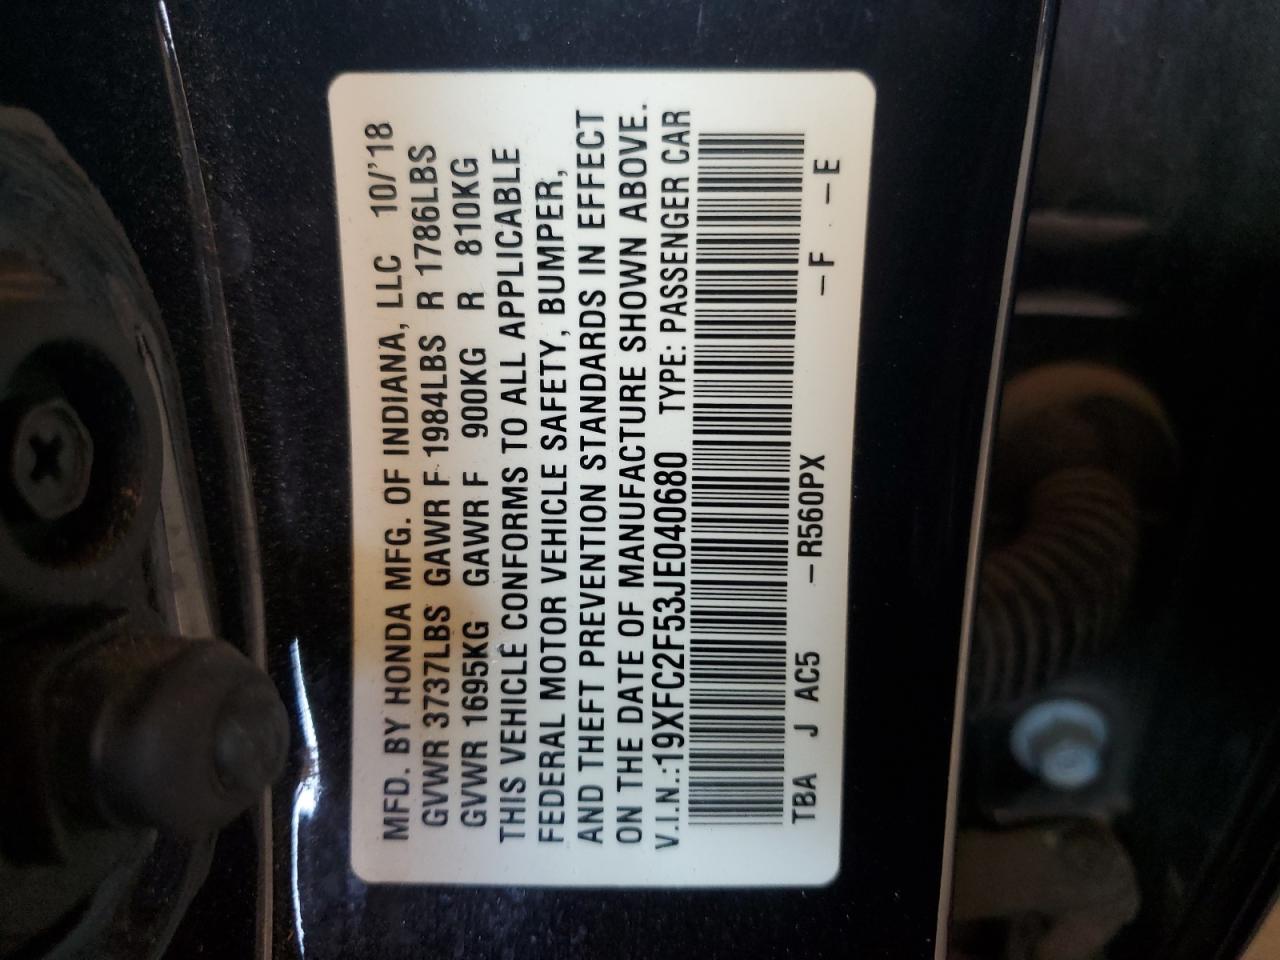 MFD. BY HONDA MFG. OF INDIANA, LLC 10/'18
GVWR 3737LBS GAWR F 1984LBS R 1786LBS
GVWR 1695KG GAWR F 900KG R 810KG
THIS VEHICLE CONFORMS TO ALL APPLICABLE
FEDERAL MOTOR VEHICLE SAFETY, BUMPER,
AND THEFT PREVENTION STANDARDS IN EFFECT
ON THE DATE OF MANUFACTURE SHOWN ABOVE.
V.I.N.:19XFC2F53JE040680 TYPE: PASSENGER CAR
TBA J AC5 -R560PX -F -E